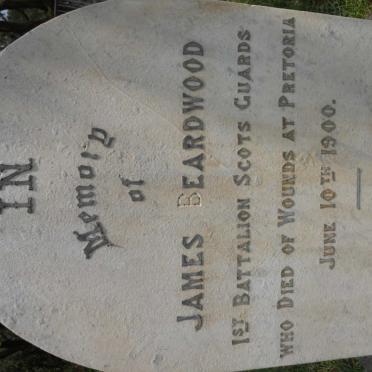 IN
Memory
of
JAMES BEARDWOOD
1ST BATTALION SCOTS GUARDS
WHO DIED OF WOUNDS AT PRETORIA
JUNE 10TH 1900.